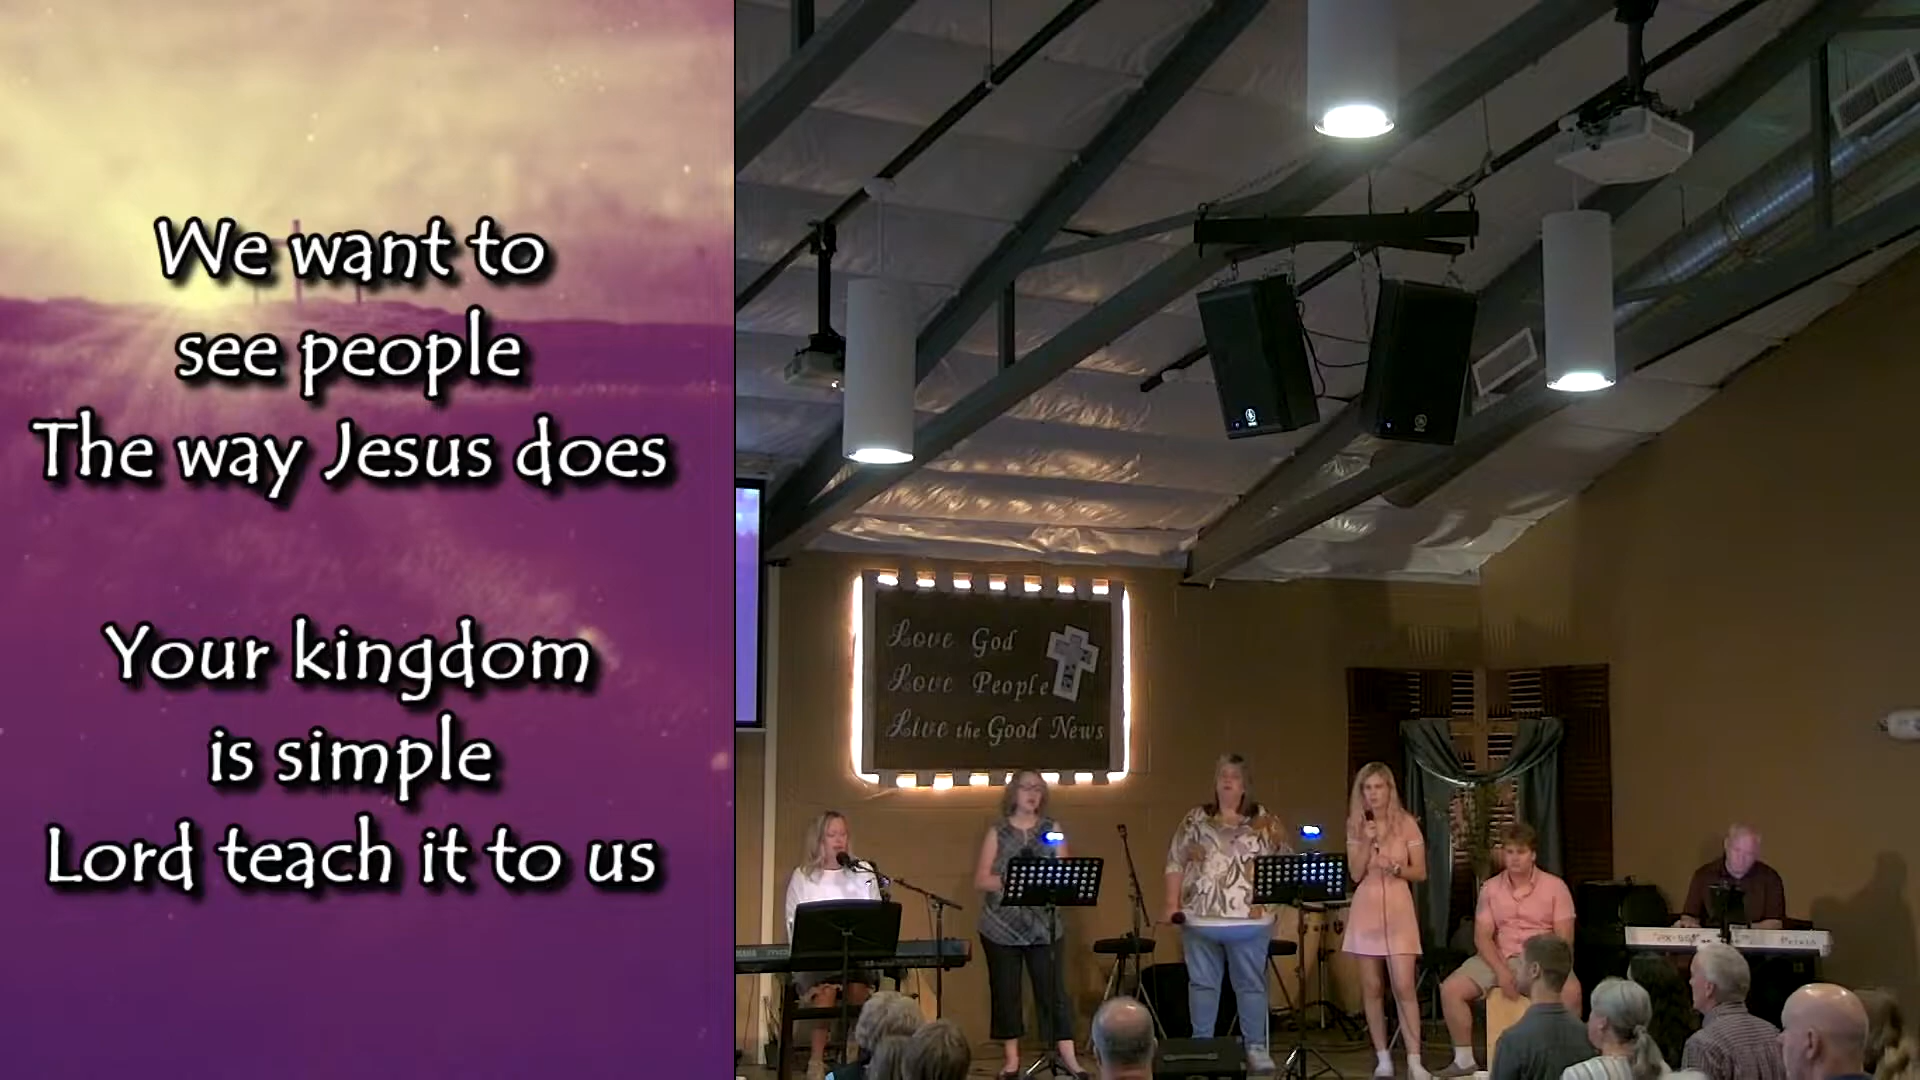 We want to
see people
The way Jesus does
Your kingdom
is simple
Lord teach it to us
Love God
Love People
Live the Good News